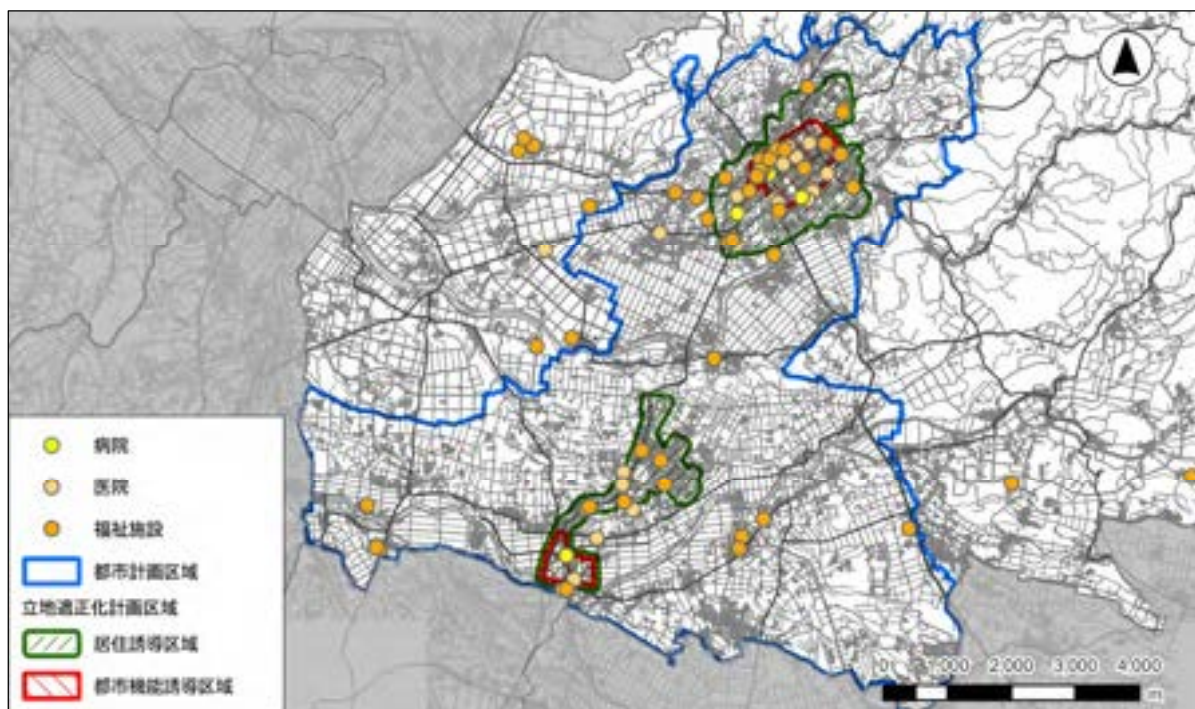 病院
医院
福祉施設
都市計画区域
立地適正化計画区域
居住誘導区域
都市機能誘導区域
0 1,000 2,000 3,000 4,000
m